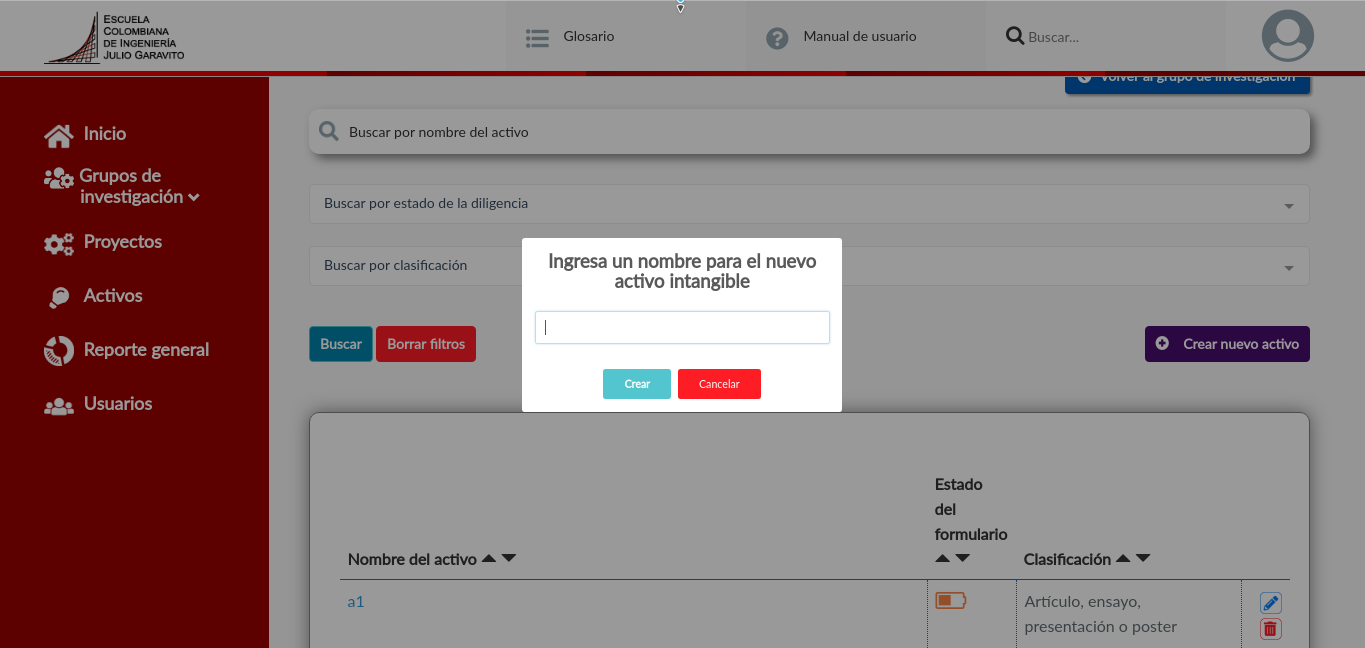 ESCUELA
COLOMBIANA
DE INGENIERÍA
JULIO GARAVITO
Glosario
Manual de usuario
Buscar...
Volver al grupo de investigación
Inicio
Grupos de
investigación
Proyectos
Activos
Reporte general
Usuarios
Buscar por nombre del activo
Buscar por estado de la diligencia
Buscar por clasificación
Ingresa un nombre para el nuevo
activo intangible
Crear
Cancelar
Buscar
Borrar filtros
Crear nuevo activo
Estado
del
formulario
Nombre del activo
Clasificación
a1
Artículo, ensayo,
presentación o poster